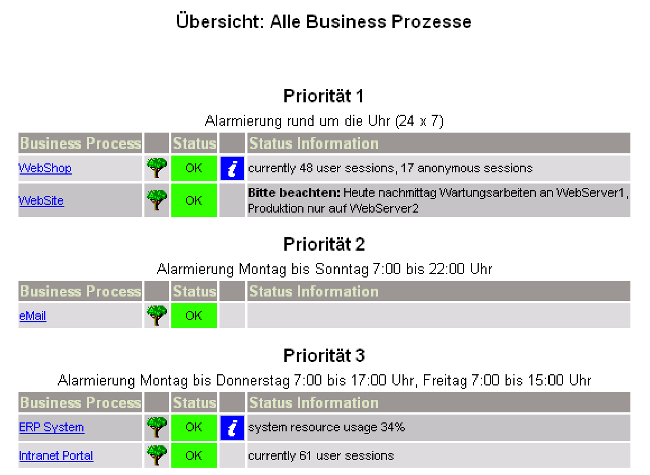 Übersicht: Alle Business Prozesse
Priorität 1
Alarmierung rund um die Uhr (24 x 7)
Business Process Status Status Information
WebShop OK i currently 48 user sessions, 17 anonymous sessions
WebSite OK Bitte beachten: Heute nachmittag Wartungsarbeiten an WebServer1,
Produktion nur auf WebServer2
Priorität 2
Alarmierung Montag bis Sonntag 7:00 bis 22:00 Uhr
Business Process Status Status Information
eMail OK
Priorität 3
Alarmierung Montag bis Donnerstag 7:00 bis 17:00 Uhr, Freitag 7:00 bis 15:00 Uhr
Business Process Status Status Information
ERP System OK i system resource usage 34%
Intranet Portal OK currently 61 user sessions